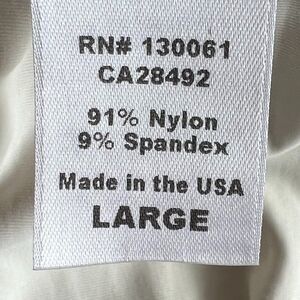 RN# 130061
CA28492
91% Nylon
9% Spandex
Made in the USA
LARGE